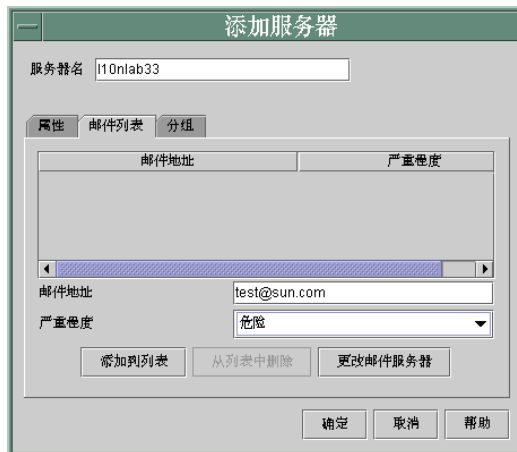 添加服务器
服务器名 l10nlab33
属性 邮件列表 分组
邮件地址 严重程度
邮件地址 test@sun.com
严重程度 危险
添加到列表 从列表中删除 更改邮件服务器
确定 取消 帮助